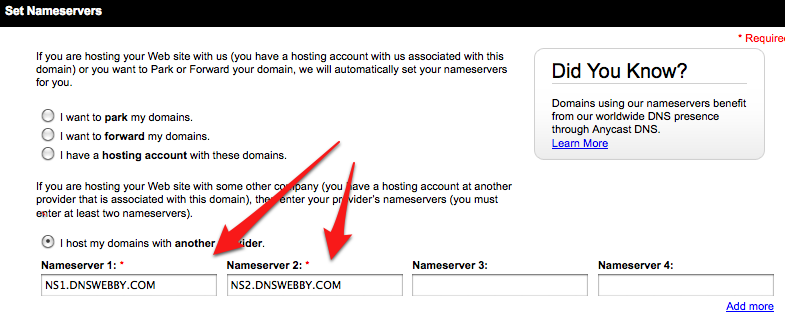 Set Nameservers
* Require
If you are hosting your Web site with us (you have a hosting account with us associated with this
domain) or you want to Park or Forward your domain, we will automatically set your nameservers
for you.
I want to park my domains.
I want to forward my domains.
I have a hosting account with these domains.
If you are hosting your Web site with some other company (you have a hosting account at another
provider that is associated with this domain), the enter your provider's nameservers (you must
enter at least two nameservers).
I host my domains with another vider.
Nameserver 1: *
Nameserver 2: *
Nameserver 3:
Nameserver 4:
NS1.DNSWEBBY.COM
NS2.DNSWEBBY.COM
Add more
Did You Know?
Domains using our nameservers benefit
from our worldwide DNS presence
through Anycast DNS.
Learn More